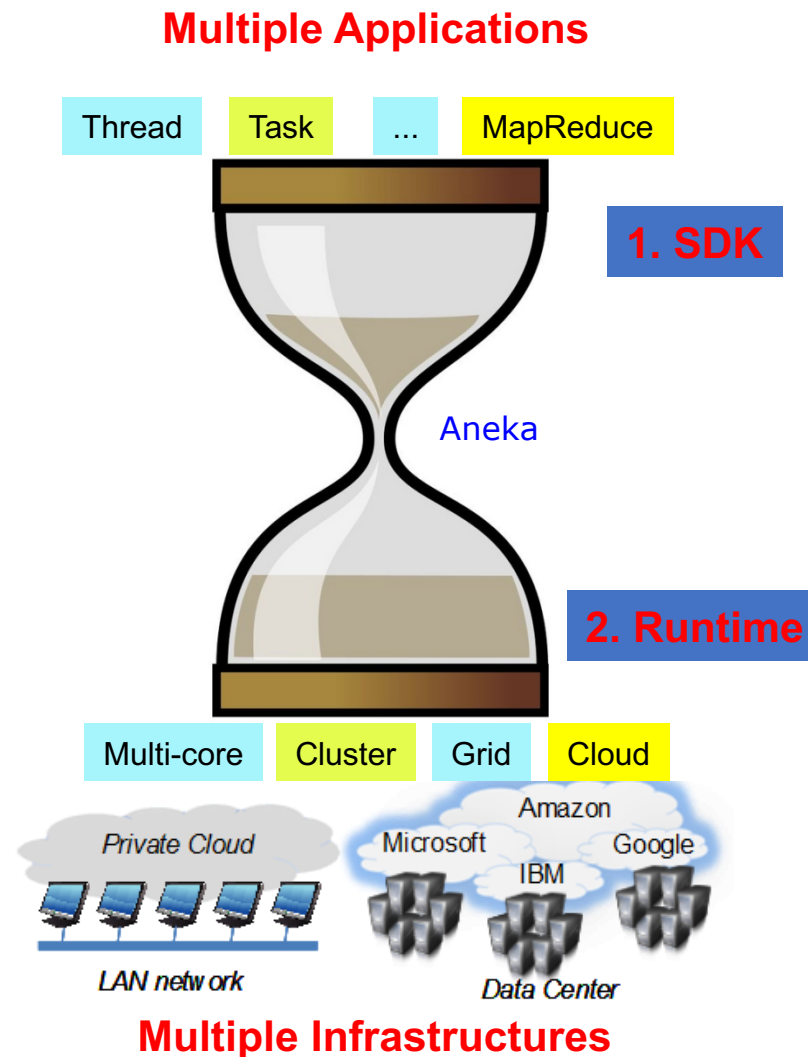 Multiple Applications
Thread Task ... MapReduce
1. SDK
Aneka
2. Runtime
Multi-core Cluster Grid Cloud
Amazon
Private Cloud Microsoft Google
IBM
LAN network Data Center
Multiple Infrastructures